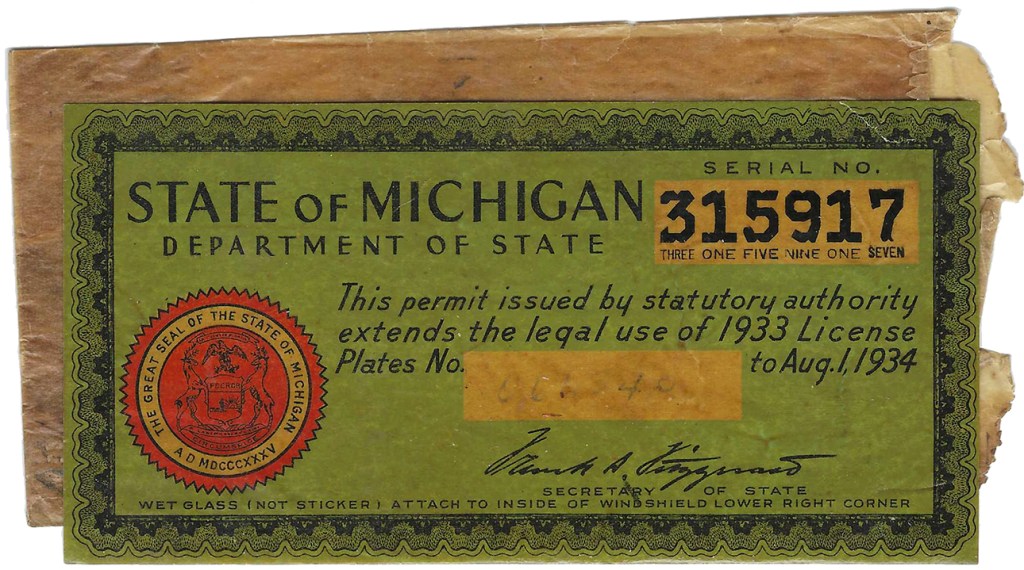 SERIAL NO.
STATE OF MICHIGAN
315917
DEPARTMENT OF STATE
THREE ONE FIVE NINE ONE SEVEN
This permit issued by statutory authority
extends the legal use of 1933 License
Plates No. to Aug. 1, 1934
THE GREAT SEAL OF THE STATE OF MICHIGAN
A D MDCCCXXXV
Frank D. Fitzgerald
SECRETARY OF STATE
WET GLASS (NOT STICKER) ATTACH TO INSIDE OF WINDSHIELD LOWER RIGHT CORNER